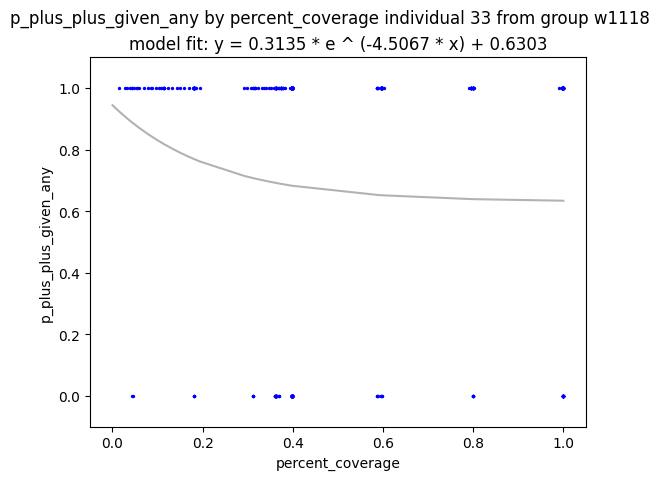 p_plus_plus_given_any by percent_coverage individual 33 from group w1118
model fit: y = 0.3135 * e ^ (-4.5067 * x) + 0.6303
1.0
0.8
0.6
0.4
0.2
0.0
p_plus_plus_given_any
0.0 0.2 0.4 0.6 0.8 1.0
percent_coverage